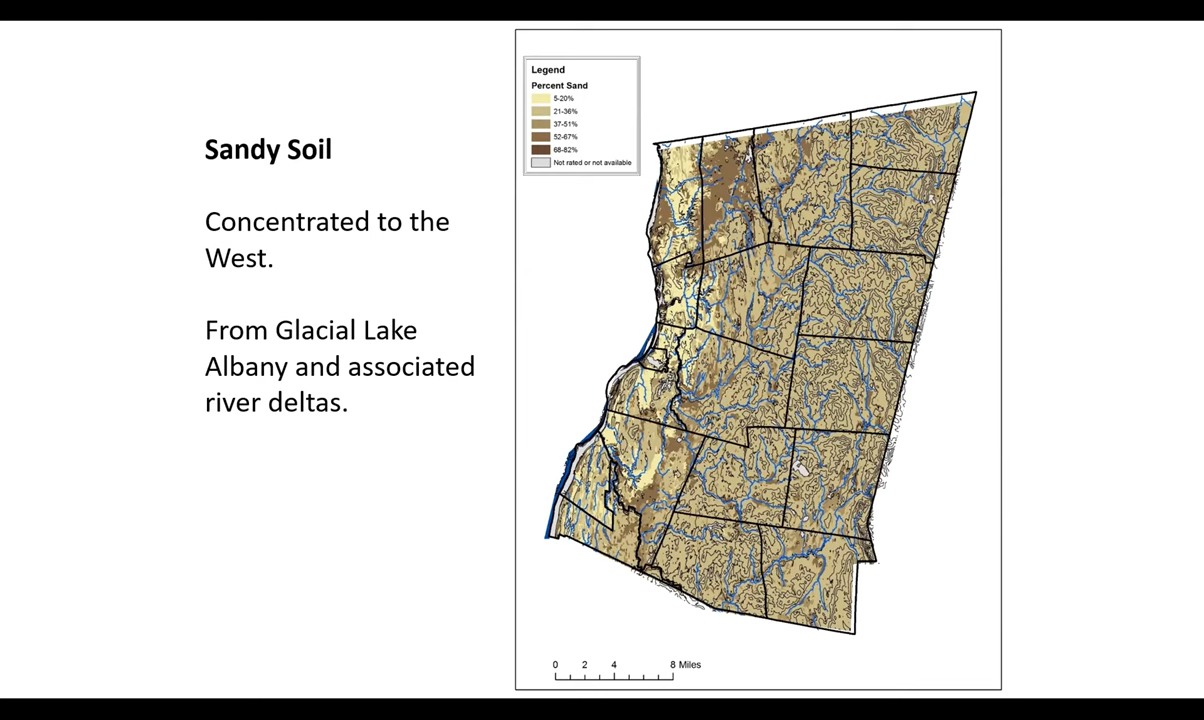 Sandy Soil
Concentrated to the
West.
From Glacial Lake
Albany and associated
river deltas.
Legend
Percent Sand
5-20%
21-36%
37-51%
52-67%
68-82%
Not rated or not available
0 2 4 8 Miles